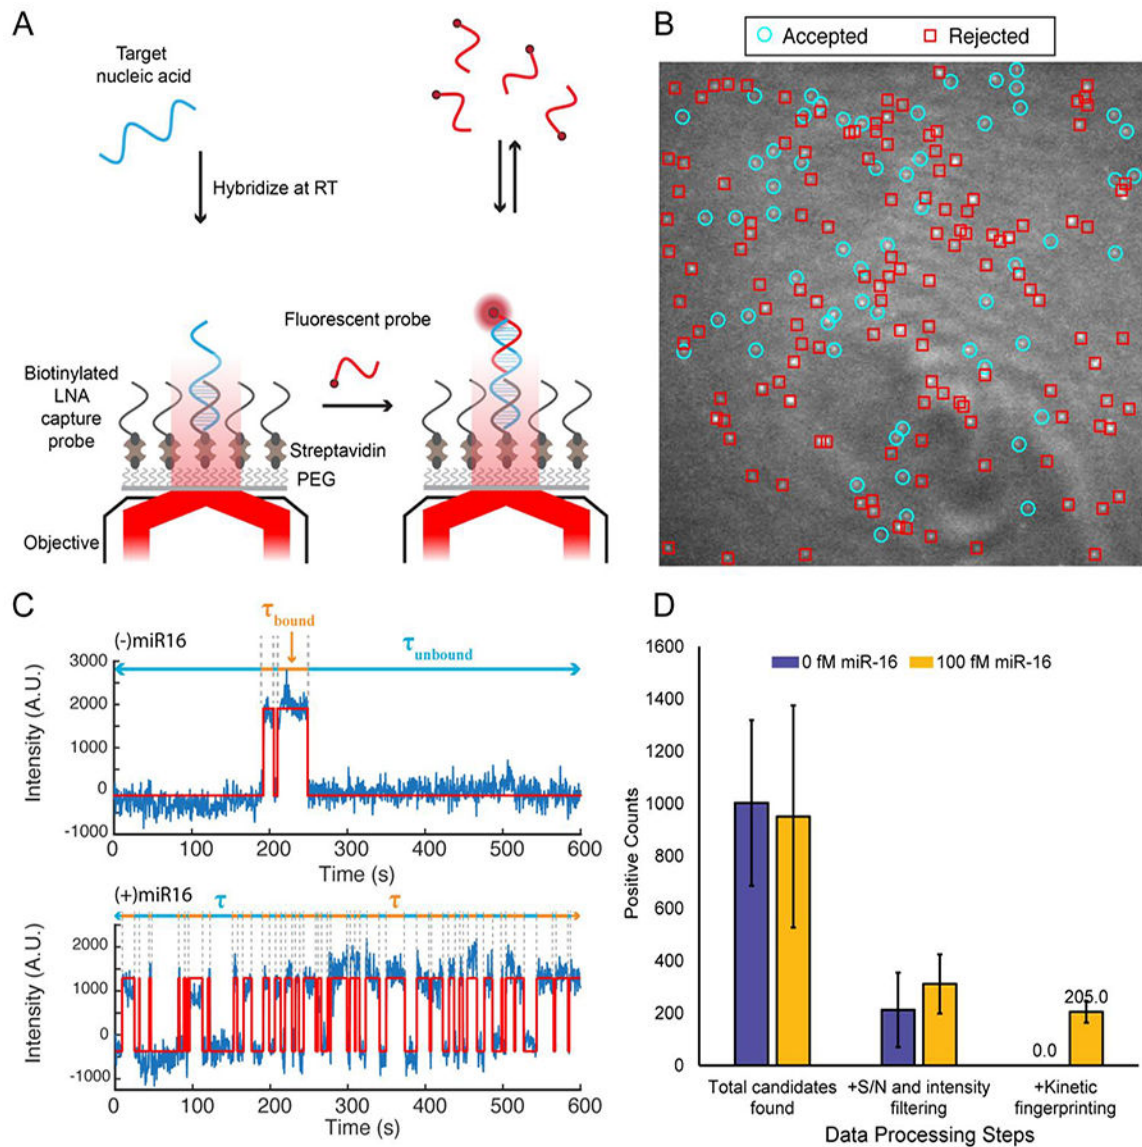 A
Target
nucleic acid
Hybridize at RT
Fluorescent probe
Biotinylated
LNA
capture
probe
Streptavidin
PEG
Objective
B
Accepted Rejected
C
(-)miR16
τbound
τunbound
3000
2000
1000
0
-1000
Intensity (A.U.)
0 100 200 300 400 500 600
Time (s)
(+)miR16
τ τ
2000
1000
0
-1000
Intensity (A.U.)
0 100 200 300 400 500 600
Time (s)
D
0 fM miR-16 100 fM miR-16
1600
1400
1200
1000
800
600
400
200
0
Positive Counts
0.0
205.0
Total candidates
found
+S/N and intensity
filtering
+Kinetic
fingerprinting
Data Processing Steps